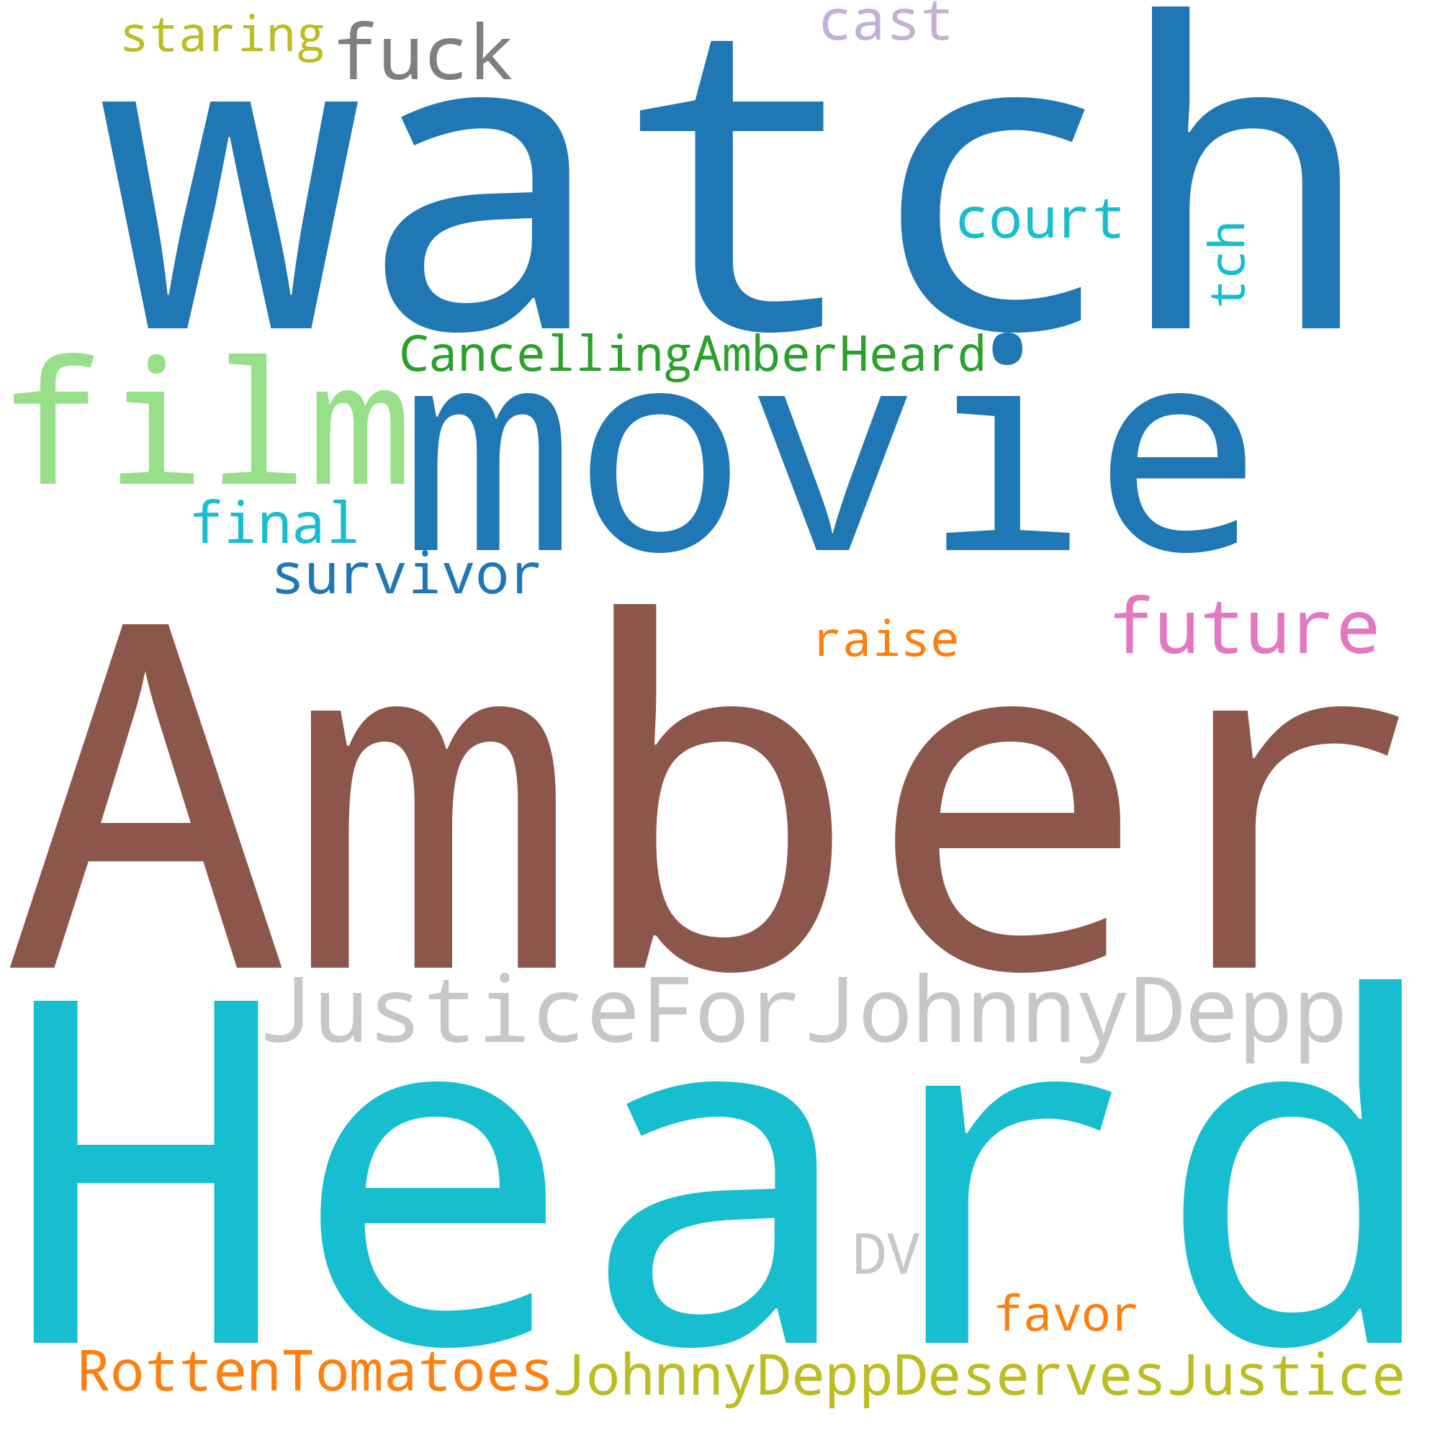 cast
staring fuck
watch
court
tch
CancellingAmberHeard
film movie
final
survivor
raise future
Amber
JusticeForJohnnyDepp
Heard
DV
favor
RottenTomatoes JohnnyDeppDeservesJustice